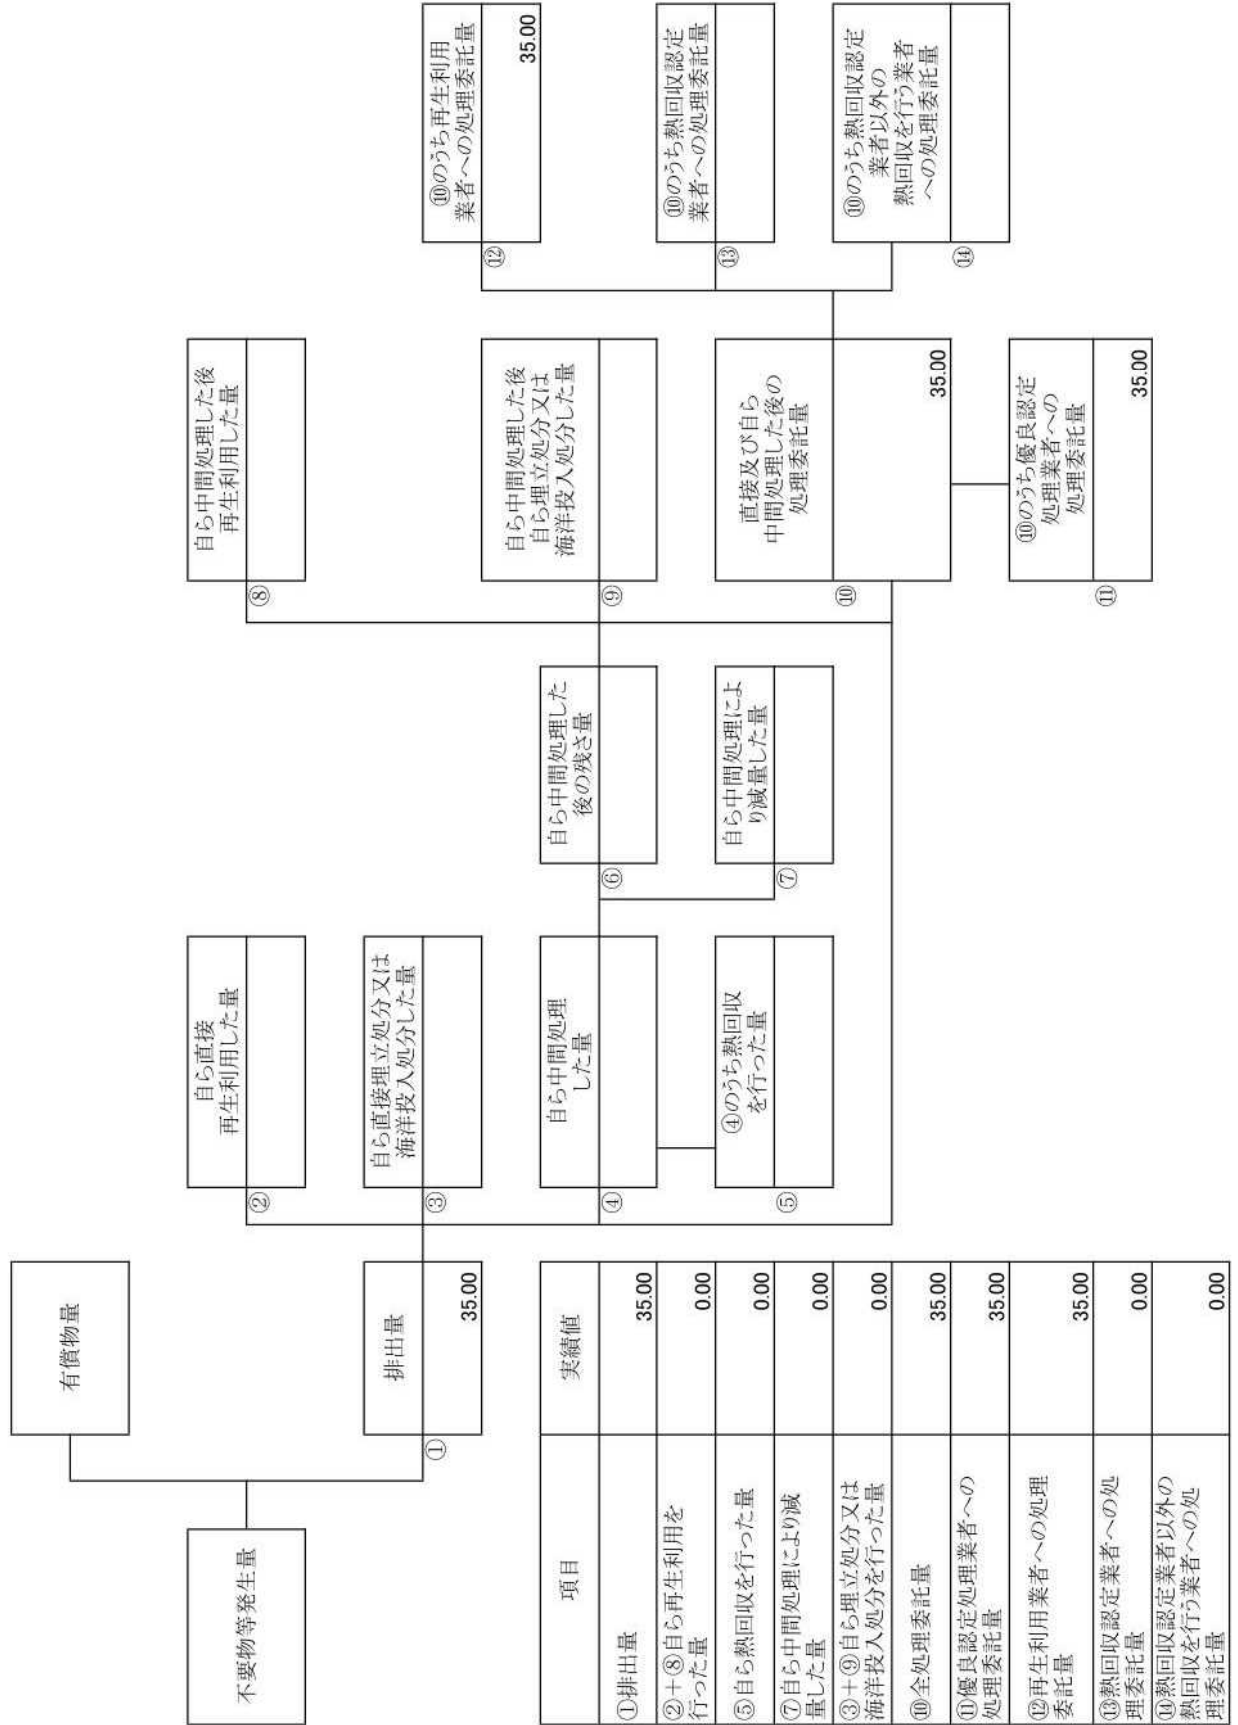 有償物量
不要物等発生量
排出量
①
35.00
自ら直接
再生利用した量
②
自ら直接埋立処分又は
海洋投入処分した量
③
自ら中間処理
した量
④
④のうち熱回収
を行った量
⑤
自ら中間処理した
後の残さ量
⑥
自ら中間処理によ
り減量した量
⑦
自ら中間処理した後
再生利用した量
⑧
自ら中間処理した後
自ら埋立処分又は
海洋投入処分した量
⑨
直接及び自ら
中間処理した後の
処理委託量
⑩
35.00
⑩のうち優良認定
処理業者への
処理委託量
⑪
35.00
⑩のうち再生利用
業者への処理委託量
⑫
35.00
⑩のうち熱回収認定
業者への処理委託量
⑬
⑩のうち熱回収認定
業者以外の
熱回収を行う業者
への処理委託量
⑭
項目 実績値
①排出量 35.00
②+⑧自ら再生利用を
行った量 0.00
⑤自ら熱回収を行った量 0.00
⑦自ら中間処理により減
量した量 0.00
③+⑨自ら埋立処分又は
海洋投入処分を行った量 0.00
⑩全処理委託量 35.00
⑪優良認定処理業者への
処理委託量 35.00
⑫再生利用業者への処理
委託量 35.00
⑬熱回収認定業者への処
理委託量 0.00
⑭熱回収認定業者以外の
熱回収を行う業者への処
理委託量 0.00